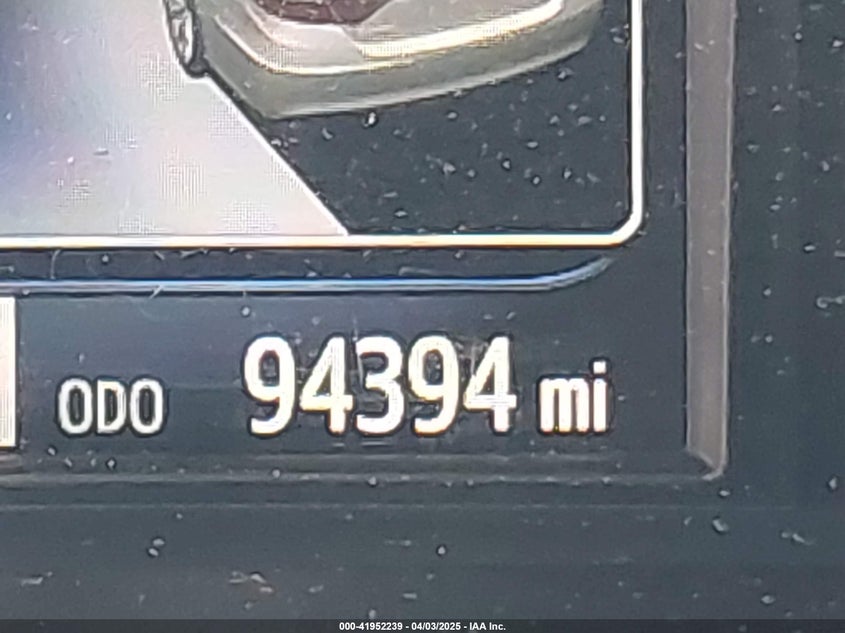 ODO 94394 mi
000-41952239 - 04/03/2025 - IAA Inc.